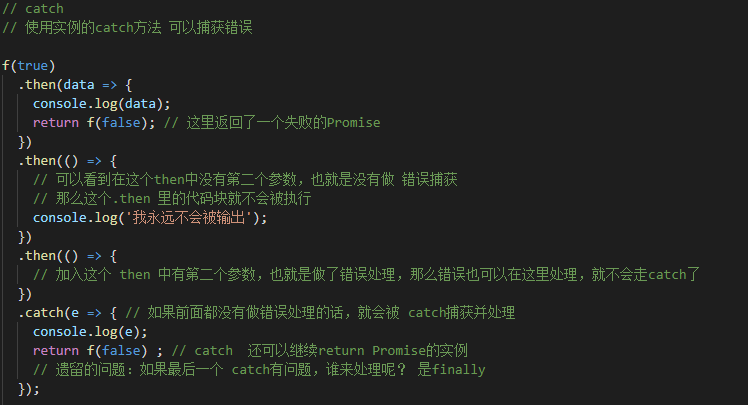 // catch
// 使用实例的catch方法 可以捕获错误
f(true)
.then(data => {
console.log(data);
return f(false); // 这里返回了一个失败的Promise
})
.then(() => {
// 可以看到在这个then中没有第二个参数，也就是没有做 错误捕获
// 那么这个.then 里的代码块就不会被执行
console.log('我永远不会被输出');
})
.then(() => {
// 加入这个 then 中有第二个参数，也就是做了错误处理，那么错误也可以在这里处理，就不会走catch了
})
.catch(e => { // 如果前面都没有做错误处理的话，就会被 catch捕获并处理
console.log(e);
return f(false) ; // catch  还可以继续return Promise的实例
// 遗留的问题：如果最后一个 catch有问题，谁来处理呢？ 是finally
});